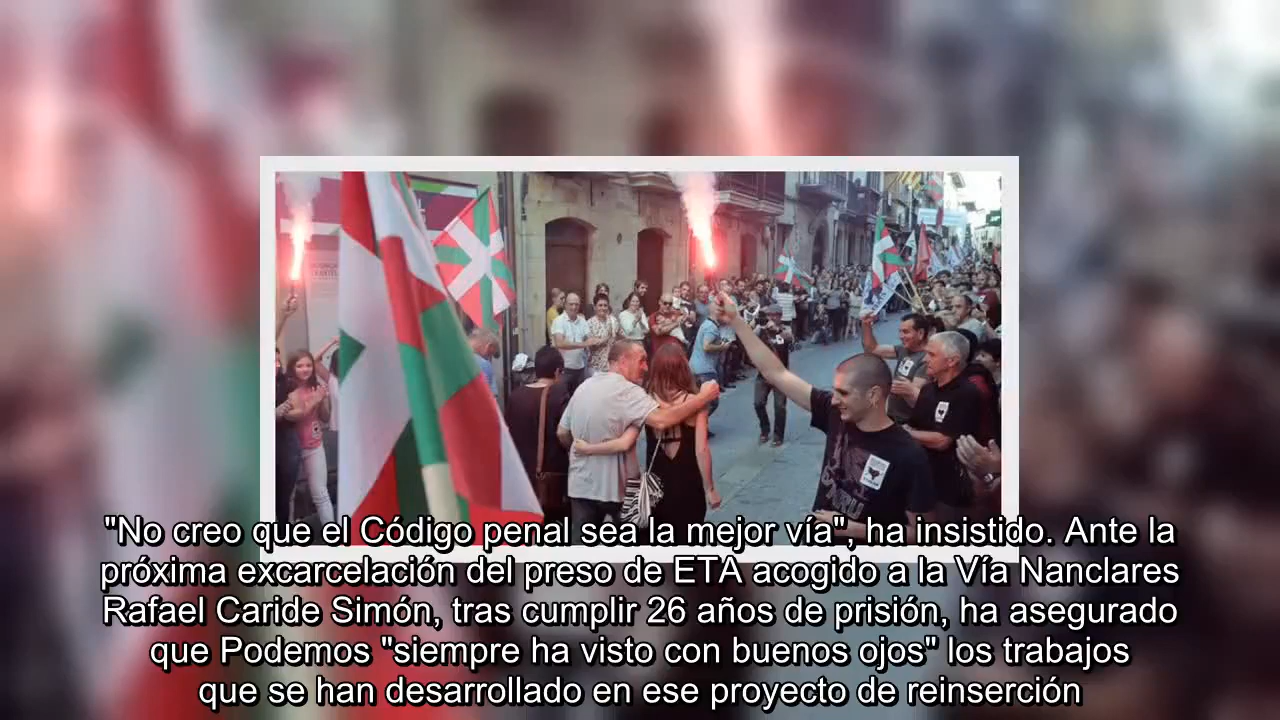 "No creo que el Código penal sea la mejor vía", ha insistido. Ante la
próxima excarcelación del preso de ETA acogido a la Vía Nanclares
Rafael Caride Simón, tras cumplir 26 años de prisión, ha asegurado
que Podemos "siempre ha visto con buenos ojos" los trabajos
que se han desarrollado en ese proyecto de reinserción